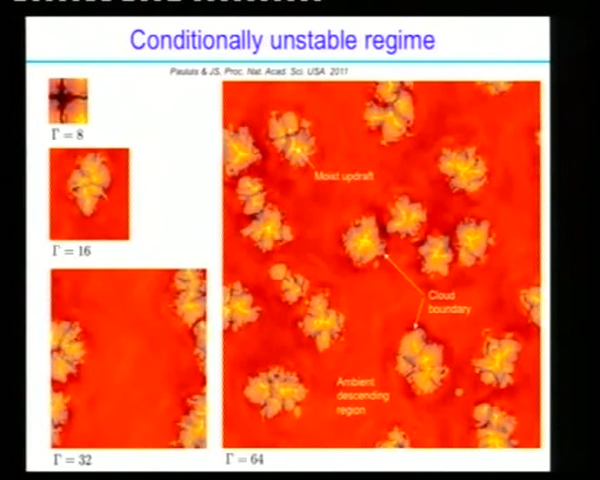 Conditionally unstable regime
Pauluis & JS, Proc. Nat. Acad. Sci. USA 2011
Γ = 8
Moist updraft
Γ = 16
Cloud
boundary
Ambient
descending
region
Γ = 32
Γ = 64